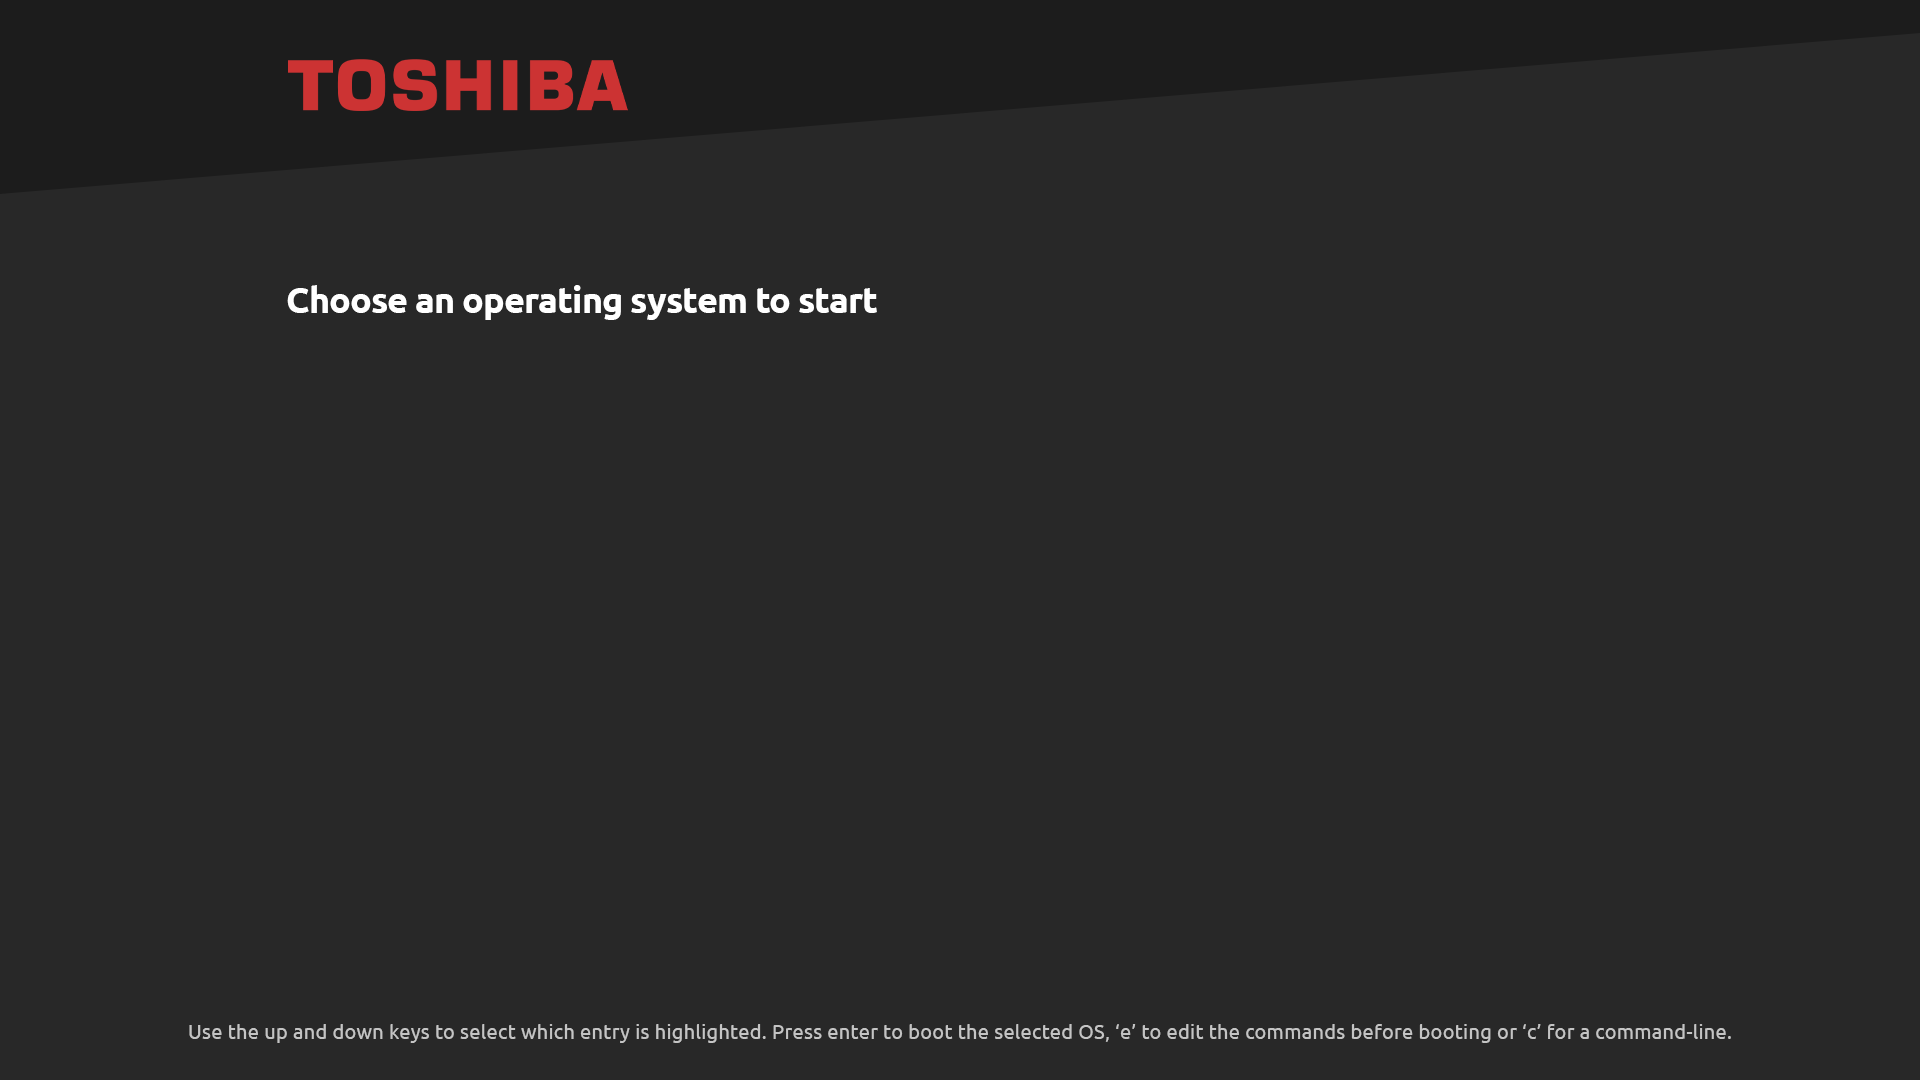 TOSHIBA
Choose an operating system to start
Use the up and down keys to select which entry is highlighted. Press enter to boot the selected OS, ‘e’ to edit the commands before booting or ‘c’ for a command-line.